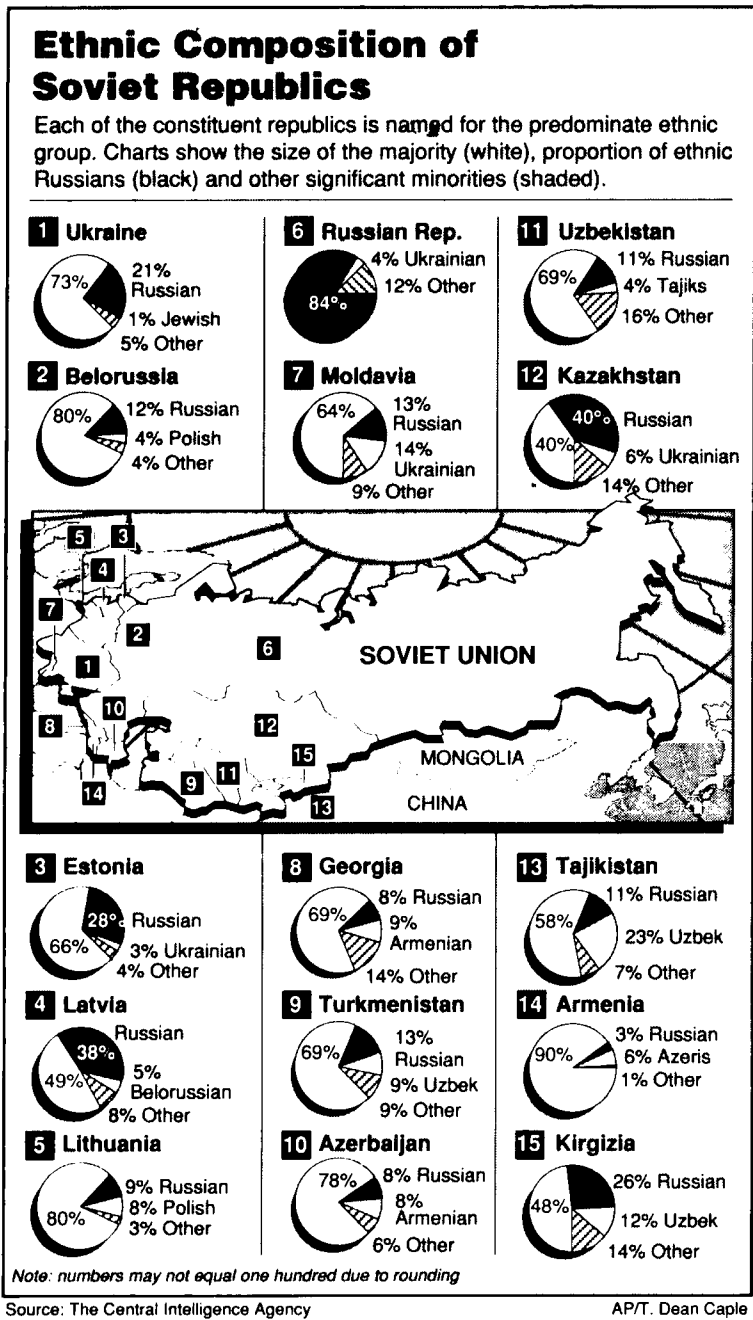 Ethnic Composition of
Soviet Republics
Each of the constituent republics is named for the predominate ethnic
group. Charts show the size of the majority (white), proportion of ethnic
Russians (black) and other significant minorities (shaded).
1 Ukraine
73%
21%
Russian
1% Jewish
5% Other
2 Belorussia
80%
12% Russian
4% Polish
4% Other
6 Russian Rep.
84%
4% Ukrainian
12% Other
7 Moldavia
64%
13%
Russian
14%
Ukrainian
9% Other
11 Uzbekistan
69%
11% Russian
4% Tajiks
16% Other
12 Kazakhstan
40% Russian
40%
6% Ukrainian
14% Other
5 3
4
7
2
1
6
SOVIET UNION
8
10
12
15
MONGOLIA
9
11
14
13
CHINA
3 Estonia
28% Russian
66%
3% Ukrainian
4% Other
4 Latvia
Russian
38%
49%
5%
Belorussian
8% Other
5 Lithuania
80%
9% Russian
8% Polish
3% Other
8 Georgia
69%
8% Russian
9%
Armenian
14% Other
9 Turkmenistan
69%
13%
Russian
9% Uzbek
9% Other
10 Azerbaijan
78%
8% Russian
8%
Armenian
6% Other
13 Tajikistan
58%
11% Russian
23% Uzbek
7% Other
14 Armenia
90%
3% Russian
6% Azeris
1% Other
15 Kirgizia
48%
26% Russian
12% Uzbek
14% Other
Note: numbers may not equal one hundred due to rounding
Source: The Central Intelligence Agency
AP/T. Dean Caple